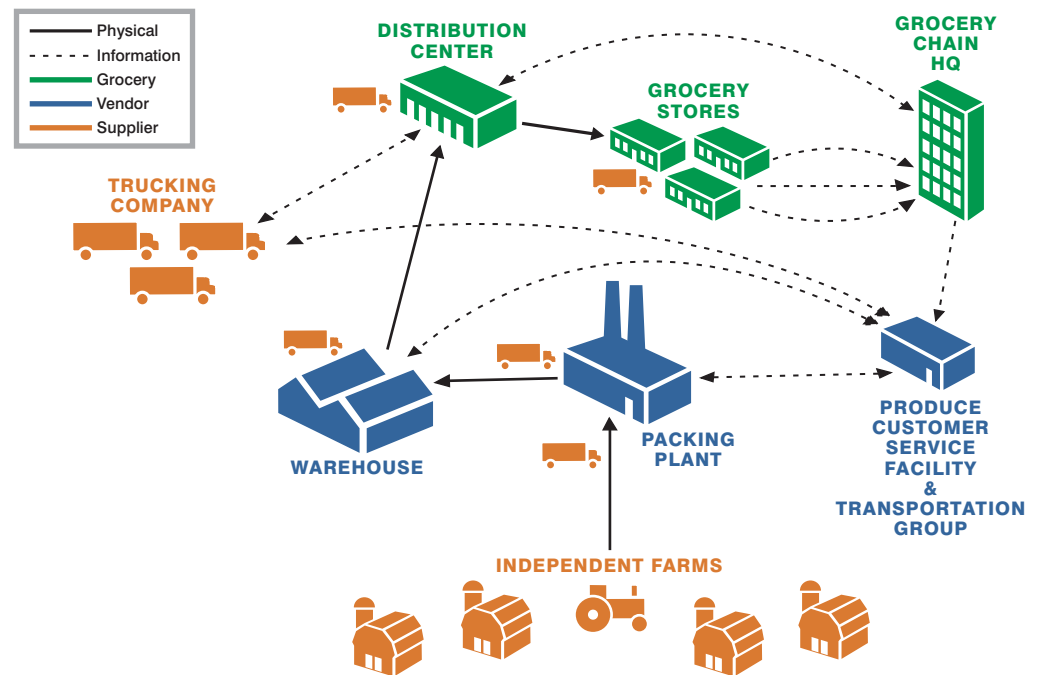 Physical
Information
Grocery
Vendor
Supplier
DISTRIBUTION
CENTER
GROCERY
CHAIN
HQ
GROCERY
STORES
TRUCKING
COMPANY
WAREHOUSE
PACKING
PLANT
PRODUCE
CUSTOMER
SERVICE
FACILITY
&
TRANSPORTATION
GROUP
INDEPENDENT FARMS